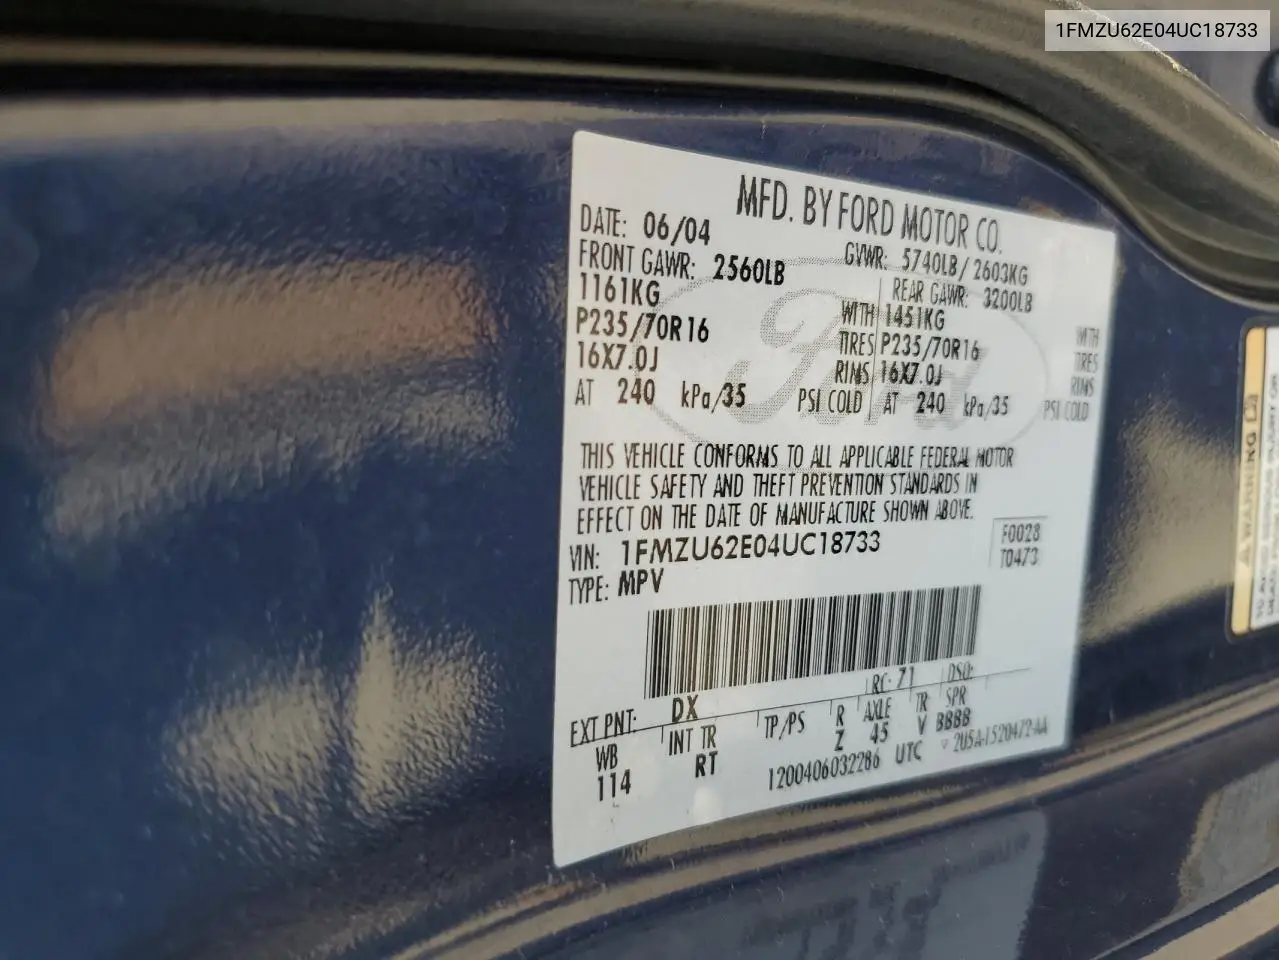 1FMZU62E04UC18733
MFD. BY FORD MOTOR CO.
DATE: 06/04 GVWR: 5740LB/2603KG
FRONT GAWR: 2560LB REAR GAWR: 3200LB
1161KG WITH 1451KG WITH
P235/70R16 TIRES P235/70R16 TIRES
16X7.0J RIMS 16X7.0J RIMS
AT 240 kPa/35 PSI COLD AT 240 kPa/35 PSI COLD
Ford
THIS VEHICLE CONFORMS TO ALL APPLICABLE FEDERAL MOTOR
VEHICLE SAFETY AND THEFT PREVENTION STANDARDS IN
EFFECT ON THE DATE OF MANUFACTURE SHOWN ABOVE.
VIN: 1FMZU62E04UC18733 F0028
TYPE: MPV T0473
EXT PNT: DX RC: 71 DSO:
WB INT TR TP/PS R AXLE TR SPR
114 RT Z 45 V BBBB
1200406032286 UTC 2U5A-1520472-AA
WARNING